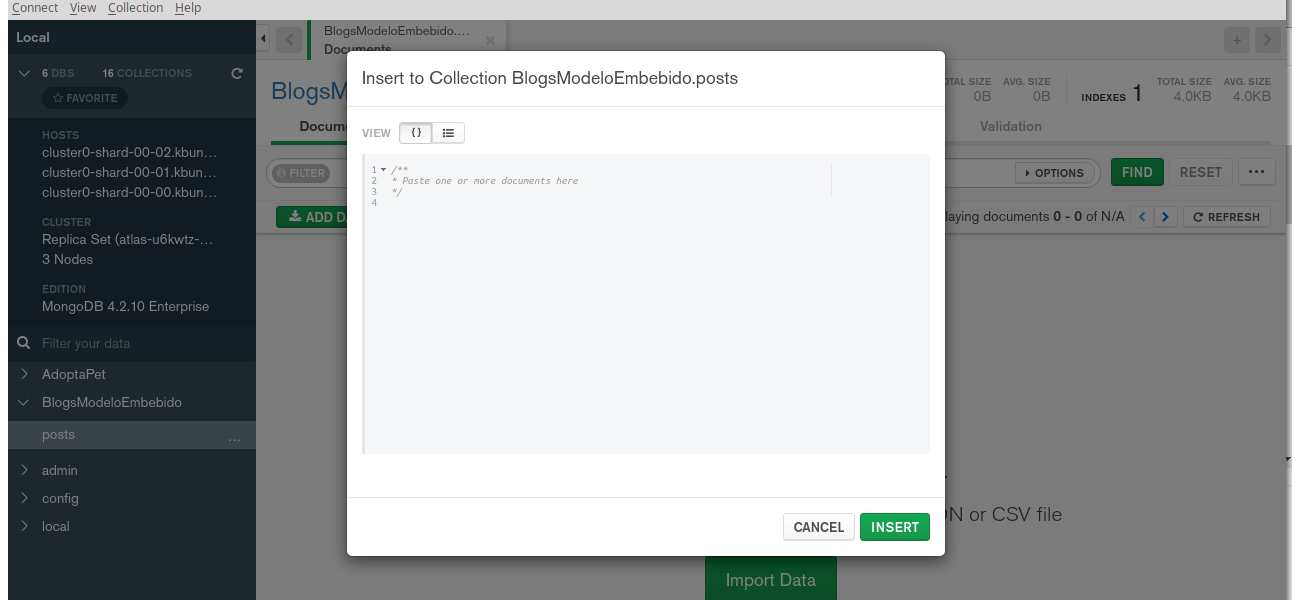 Connect View Collection Help
Local
6 DBS 16 COLLECTIONS
FAVORITE
HOSTS
cluster0-shard-00-02.kbun...
cluster0-shard-00-01.kbun...
cluster0-shard-00-00.kbun...
CLUSTER
Replica Set (atlas-u6kwtz-...
3 Nodes
EDITION
MongoDB 4.2.10 Enterprise
Filter your data
AdoptaPet
BlogsModeloEmbebido
posts ...
admin
config
local
BlogsModeloEmbebido....
Documents
BlogsM
TOTAL SIZE AVG. SIZE
0B 0B
INDEXES 1
TOTAL SIZE AVG. SIZE
4.0KB 4.0KB
Docum
Validation
FILTER
OPTIONS
FIND
RESET
...
ADD DA
laying documents 0 - 0 of N/A
REFRESH
Insert to Collection BlogsModeloEmbebido.posts
VIEW {}
1 /**
2 * Paste one or more documents here
3 */
4
CANCEL
INSERT
ON or CSV file
Import Data